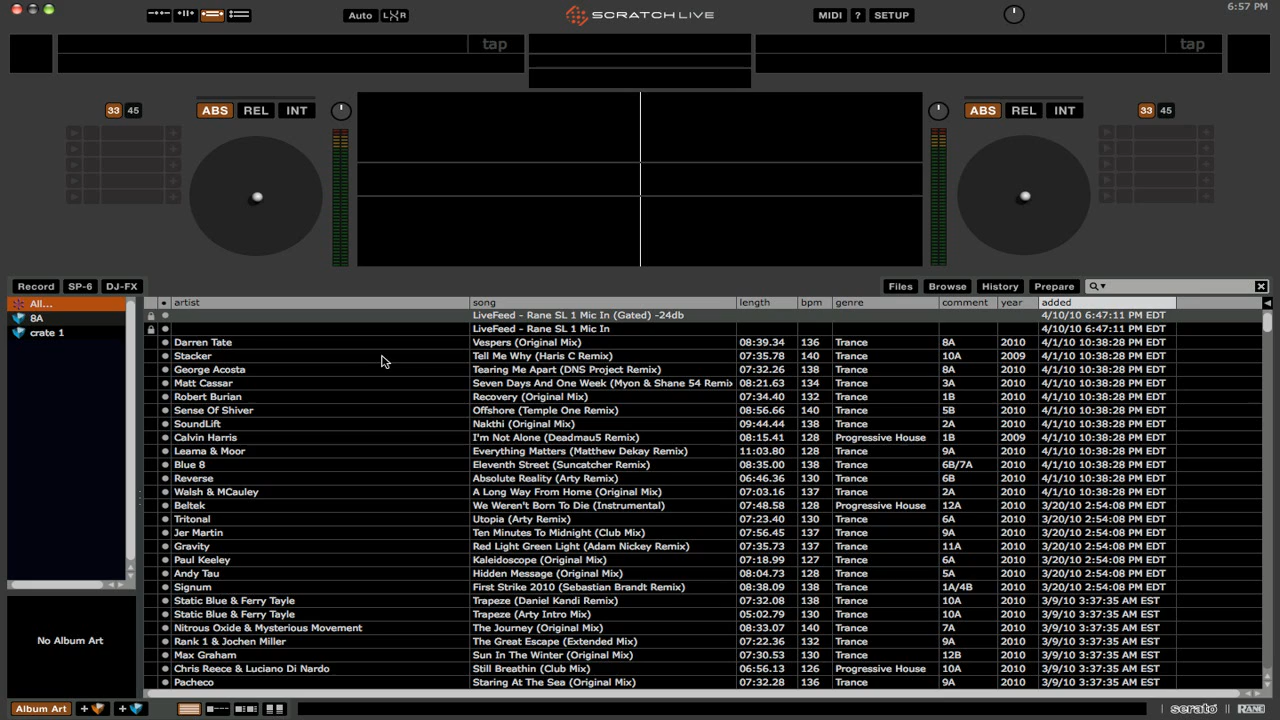 Auto LXR SCRATCH LIVE MIDI ? SETUP 6:57 PM
tap tap
33 45 ABS REL INT ABS REL INT 33 45
Record SP-6 DJ-FX Files Browse History Prepare
All...
8A
crate 1
artist song length bpm genre comment year added
LiveFeed - Rane SL 1 Mic In (Gated) -24db 4/10/10 6:47:11 PM EDT
LiveFeed - Rane SL 1 Mic In 4/10/10 6:47:11 PM EDT
Darren Tate Vespers (Original Mix) 08:39.34 136 Trance 8A 2010 4/1/10 10:38:28 PM EDT
Stacker Tell Me Why (Haris C Remix) 07:35.78 140 Trance 10A 2009 4/1/10 10:38:28 PM EDT
George Acosta Tearing Me Apart (DNS Project Remix) 07:32.26 138 Trance 8A 2010 4/1/10 10:38:28 PM EDT
Matt Cassar Seven Days And One Week (Myon & Shane 54 Remix 08:21.63 134 Trance 3A 2010 4/1/10 10:38:28 PM EDT
Robert Burian Recovery (Original Mix) 07:34.40 132 Trance 1B 2010 4/1/10 10:38:28 PM EDT
Sense Of Shiver Offshore (Temple One Remix) 08:56.66 140 Trance 5B 2010 4/1/10 10:38:28 PM EDT
SoundLift Nakthi (Original Mix) 09:44.44 138 Trance 2A 2010 4/1/10 10:38:28 PM EDT
Calvin Harris I'm Not Alone (Deadmau5 Remix) 08:15.41 128 Progressive House 1B 2009 4/1/10 10:38:28 PM EDT
Leama & Moor Everything Matters (Matthew Dekay Remix) 11:03.80 128 Trance 9A 2010 4/1/10 10:38:28 PM EDT
Blue 8 Eleventh Street (Suncatcher Remix) 08:35.00 138 Trance 6B/7A 2010 4/1/10 10:38:28 PM EDT
Reverse Absolute Reality (Arty Remix) 06:46.36 130 Trance 6B 2010 4/1/10 10:38:28 PM EDT
Walsh & MCauley A Long Way From Home (Original Mix) 07:03.16 137 Trance 2A 2010 4/1/10 10:38:28 PM EDT
Beltek We Weren't Born To Die (Instrumental) 07:48.58 128 Progressive House 12A 2010 3/20/10 2:54:08 PM EDT
Tritonal Utopia (Arty Remix) 07:23.40 130 Trance 6A 2010 3/20/10 2:54:08 PM EDT
Jer Martin Ten Minutes To Midnight (Club Mix) 07:56.45 137 Trance 9A 2010 3/20/10 2:54:08 PM EDT
Gravity Red Light Green Light (Adam Nickey Remix) 07:35.73 137 Trance 11A 2010 3/20/10 2:54:08 PM EDT
Paul Keeley Kaleidoscope (Original Mix) 07:18.99 127 Trance 6A 2010 3/20/10 2:54:08 PM EDT
Andy Tau Hidden Message (Original Mix) 08:04.73 128 Trance 5A 2010 3/20/10 2:54:08 PM EDT
Signum First Strike 2010 (Sebastian Brandt Remix) 08:38.09 138 Trance 1A/4B 2010 3/20/10 2:54:08 PM EDT
Static Blue & Ferry Tayle Trapeze (Daniel Kandi Remix) 07:32.08 138 Trance 10A 2010 3/9/10 3:37:35 AM EST
Static Blue & Ferry Tayle Trapeze (Arty Intro Mix) 05:02.79 130 Trance 10A 2010 3/9/10 3:37:35 AM EST
Nitrous Oxide & Mysterious Movement The Journey (Original Mix) 08:33.07 140 Trance 7A 2010 3/9/10 3:37:35 AM EST
Rank 1 & Jochen Miller The Great Escape (Extended Mix) 07:22.36 132 Trance 9A 2010 3/9/10 3:37:35 AM EST
Max Graham Sun In The Winter (Original Mix) 07:30.53 130 Trance 12B 2010 3/9/10 3:37:35 AM EST
Chris Reece & Luciano Di Nardo Still Breathin (Club Mix) 06:56.13 126 Progressive House 10A 2010 3/9/10 3:37:35 AM EST
Pacheco Staring At The Sea (Original Mix) 07:32.28 136 Trance 9A 2010 3/9/10 3:37:35 AM EST
No Album Art
Album Art serato RANE